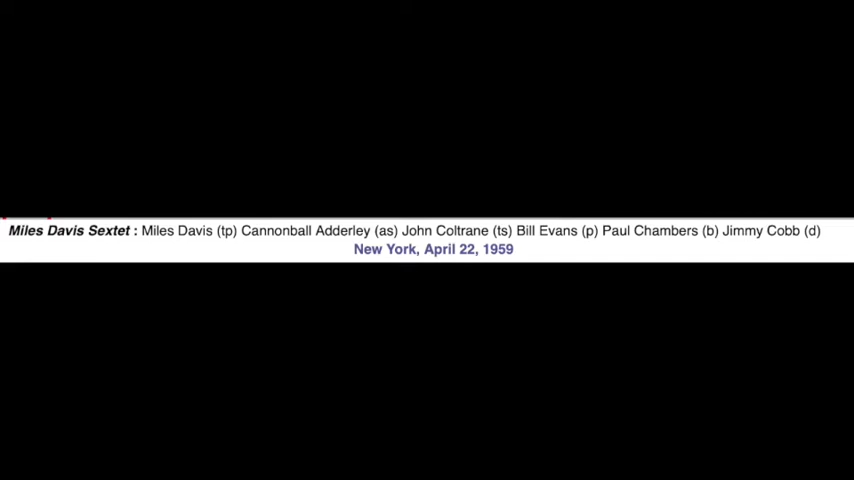 Miles Davis Sextet : Miles Davis (tp) Cannonball Adderley (as) John Coltrane (ts) Bill Evans (p) Paul Chambers (b) Jimmy Cobb (d)
New York, April 22, 1959